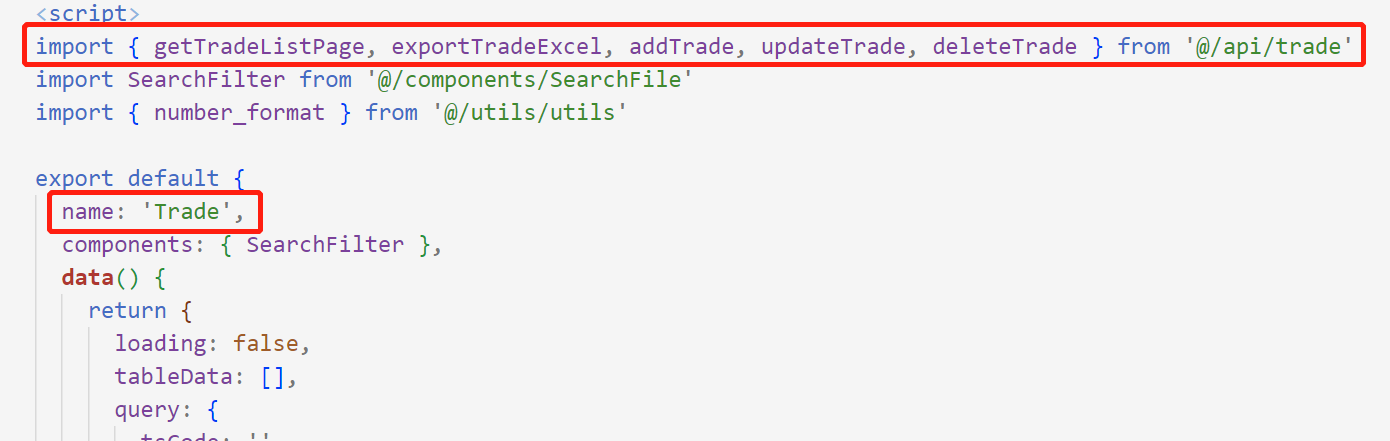 <script>
import { getTradeListPage, exportTradeExcel, addTrade, updateTrade, deleteTrade } from '@/api/trade'
import SearchFilter from '@/components/SearchFile'
import { number_format } from '@/utils/utils'
export default {
name: 'Trade',
components: { SearchFilter },
data() {
return {
loading: false,
tableData: [],
query: {
tsCode: ''